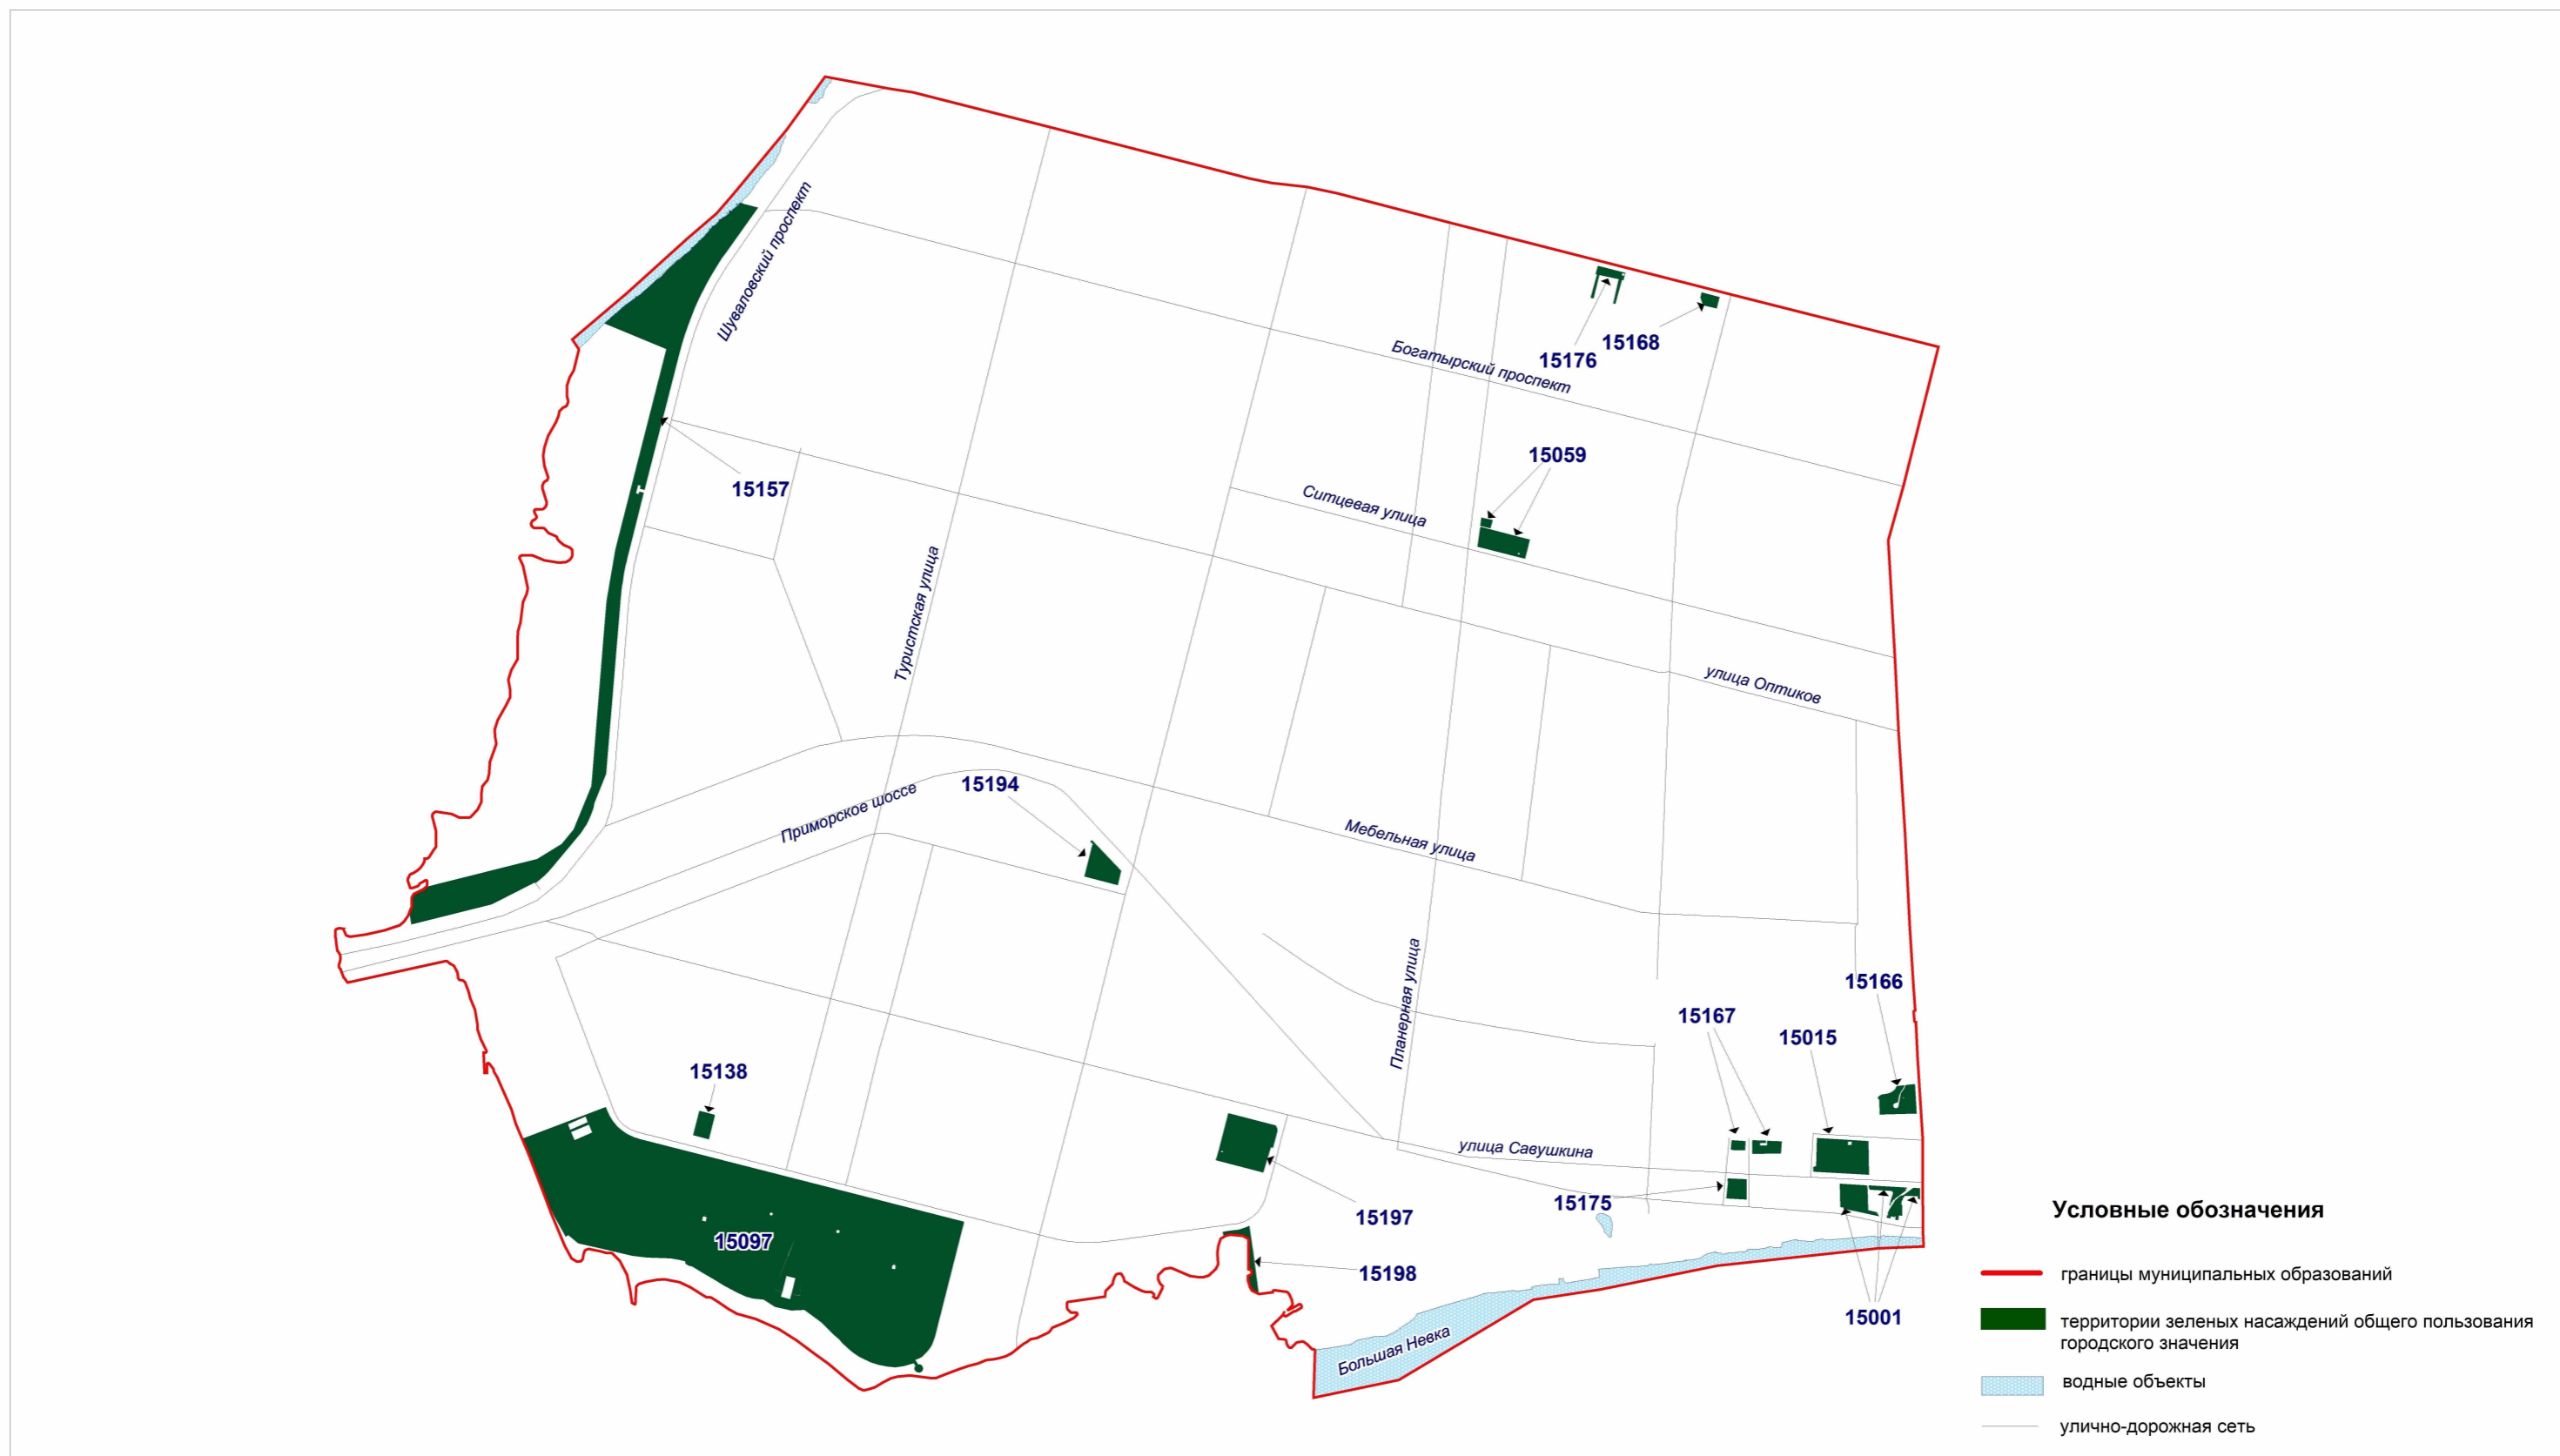 Шуваловский проспект
15168
15176
Богатырский проспект
15059
15157
Ситцевая улица
Туристская улица
улица Оптиков
15194
Приморское шоссе
Мебельная улица
15166
Планерная улица
15167
15015
15138
улица Савушкина
15175
15197
15097
15198
15001
Большая Невка
Условные обозначения
границы муниципальных образований
территории зеленых насаждений общего пользования
городского значения
водные объекты
улично-дорожная сеть